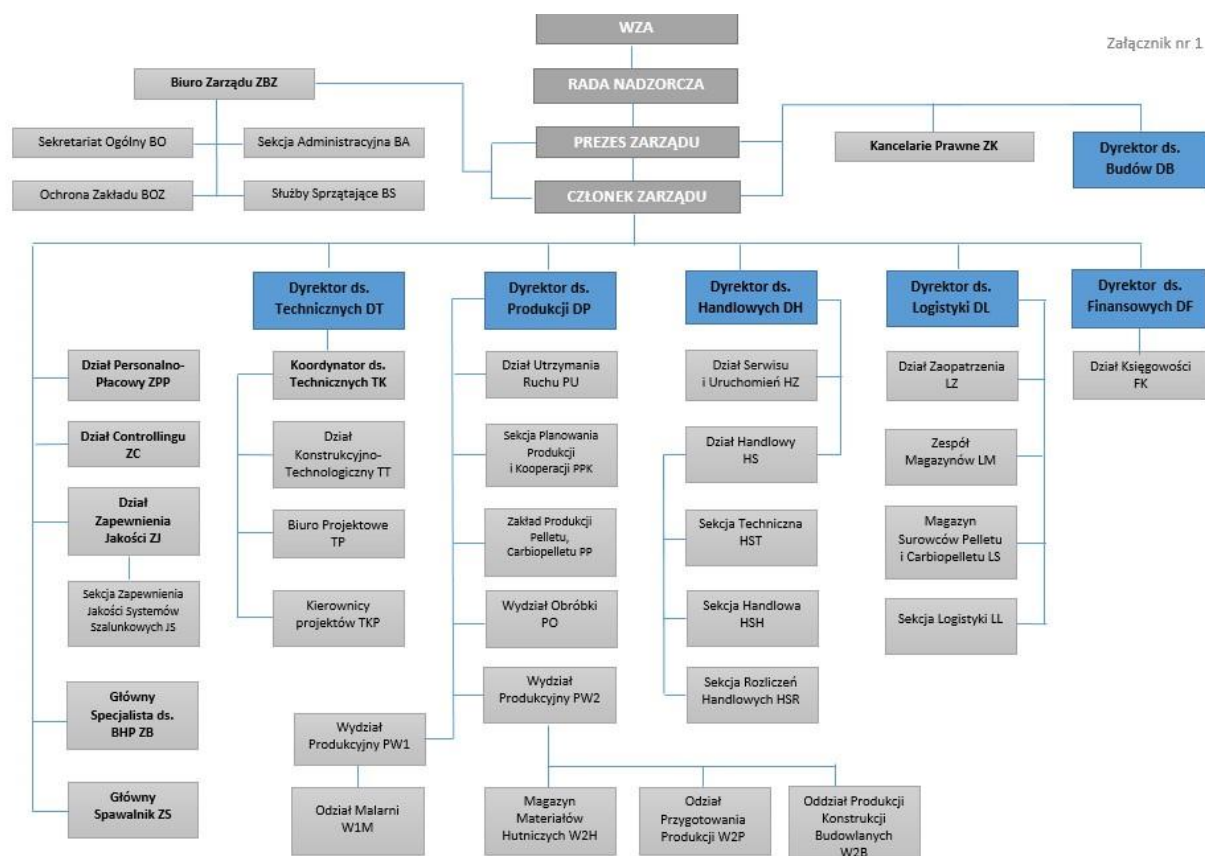 WZA
Załącznik nr 1
RADA NADZORCZA
Biuro Zarządu ZBZ
Sekretariat Ogólny BO
Sekcja Administracyjna BA
PREZES ZARZĄDU
Kancelarie Prawne ZK
Dyrektor ds.
Budów DB
Ochrona Zakładu BOZ
Służby Sprzątające BS
CZŁONEK ZARZĄDU
Dyrektor ds.
Technicznych DT
Dyrektor ds.
Produkcji DP
Dyrektor ds.
Handlowych DH
Dyrektor ds.
Logistyki DL
Dyrektor ds.
Finansowych DF
Dział Personalno-
Płacowy ZPP
Koordynator ds.
Technicznych TK
Dział Utrzymania
Ruchu PU
Dział Serwisu
i Uruchomień HZ
Dział Zaopatrzenia
LZ
Dział Księgowości
FK
Dział Controllingu
ZC
Dział
Konstrukcyjno-
Technologiczny TT
Sekcja Planowania
Produkcji
i Kooperacji PPK
Dział Handlowy
HS
Zespół
Magazynów LM
Dział
Zapewnienia
Jakości ZJ
Biuro Projektowe
TP
Zakład Produkcji
Pelletu,
Carbiopelletu PP
Sekcja Techniczna
HST
Magazyn
Surowców Pelletu
i Carbiopelletu LS
Sekcja Zapewnienia
Jakości Systemów
Szalunkowych JS
Kierownicy
projektów TKP
Wydział Obróbki
PO
Sekcja Handlowa
HSH
Sekcja Logistyki LL
Główny
Specjalista ds.
BHP ZB
Wydział
Produkcyjny PW1
Wydział
Produkcyjny PW2
Sekcja Rozliczeń
Handlowych HSR
Główny
Spawalnik ZS
Odział Malarni
W1M
Magazyn
Materiałów
Hutniczych W2H
Odział
Przygotowania
Produkcji W2P
Oddział Produkcji
Konstrukcji
Budowlanych
W2B